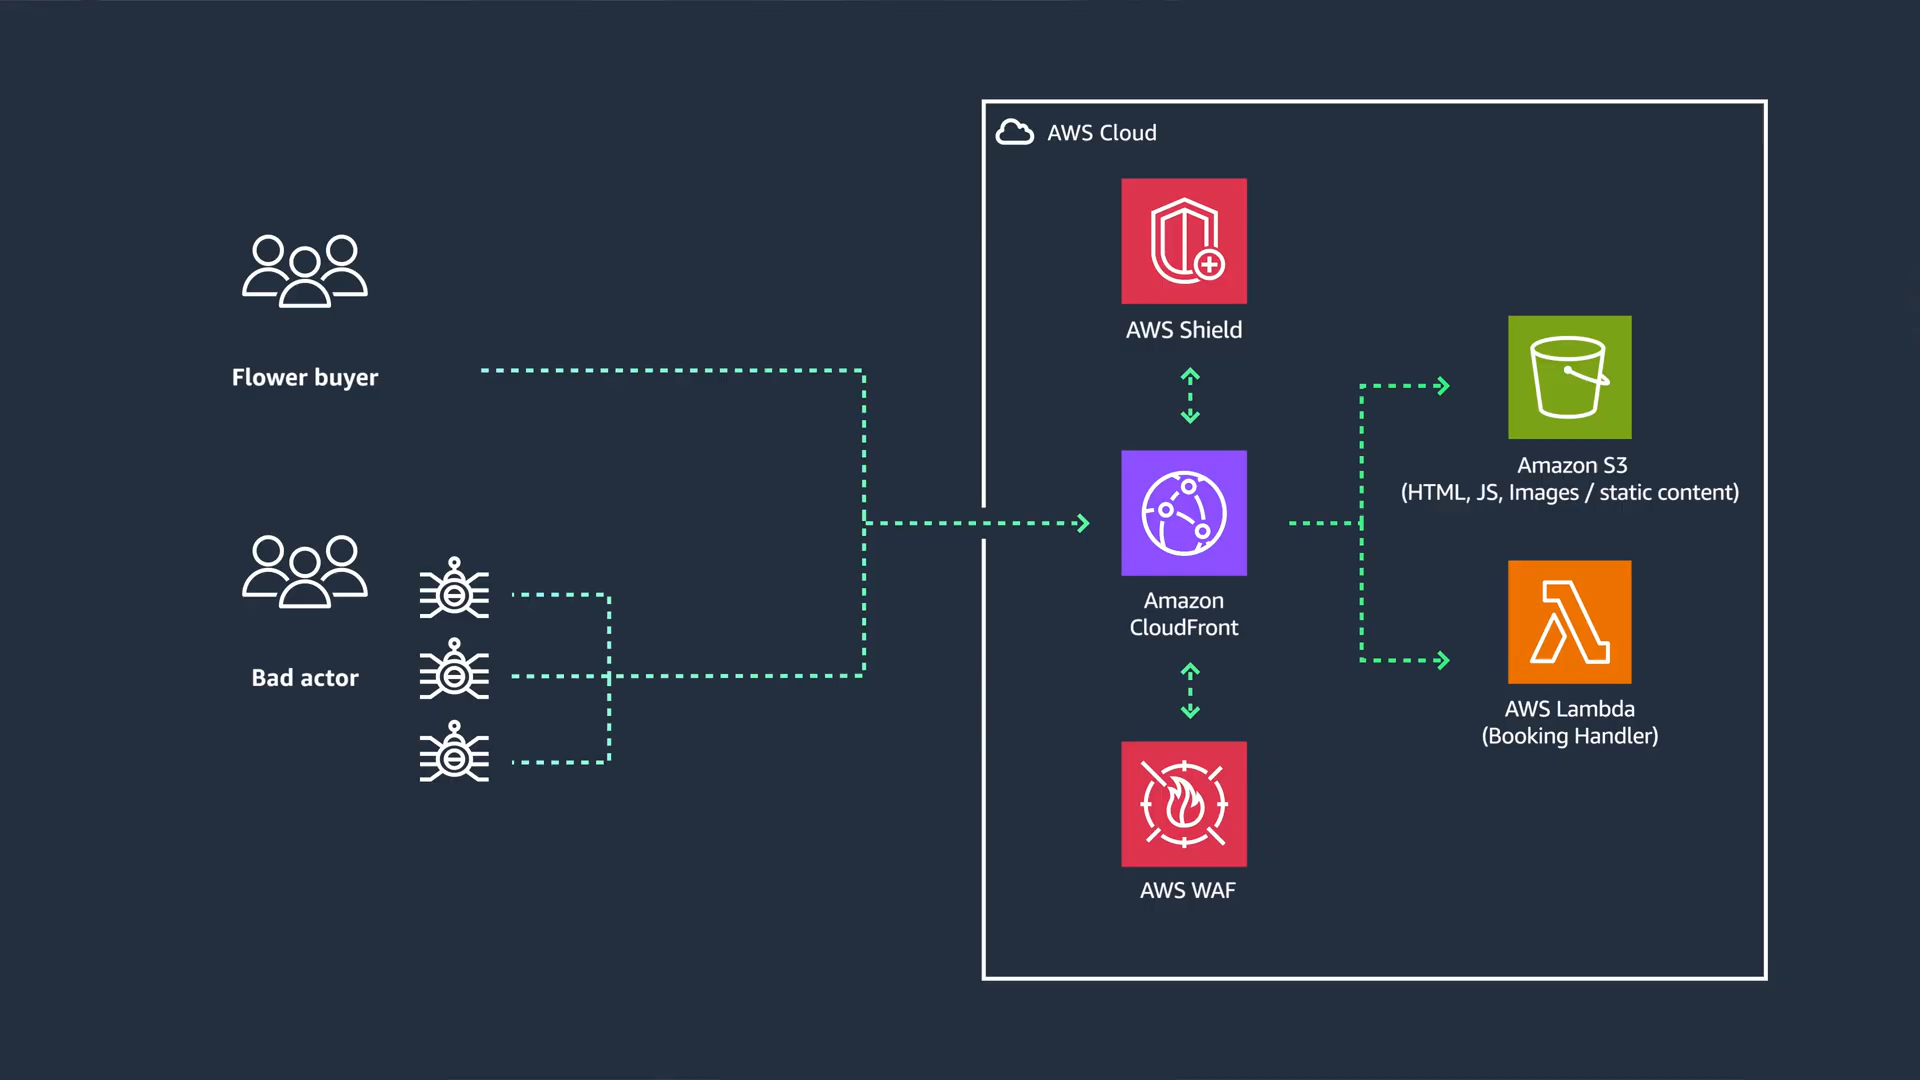 AWS Cloud
AWS Shield
Flower buyer
Amazon S3
(HTML, JS, Images / static content)
Amazon
CloudFront
Bad actor
AWS Lambda
(Booking Handler)
AWS WAF